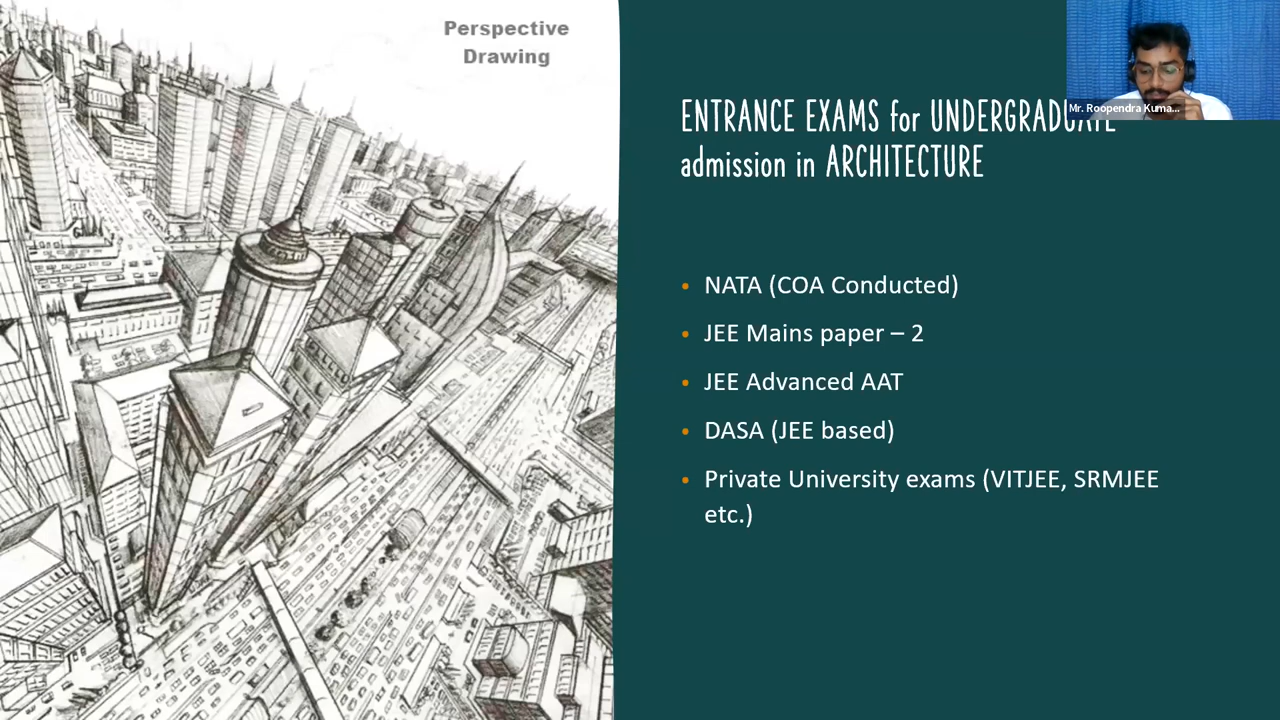 Perspective
Drawing
Mr. Roopendra Kuma...
ENTRANCE EXAMS for UNDERGRADUATE
admission in ARCHITECTURE
• NATA (COA Conducted)
• JEE Mains paper – 2
• JEE Advanced AAT
• DASA (JEE based)
• Private University exams (VITJEE, SRMJEE
etc.)